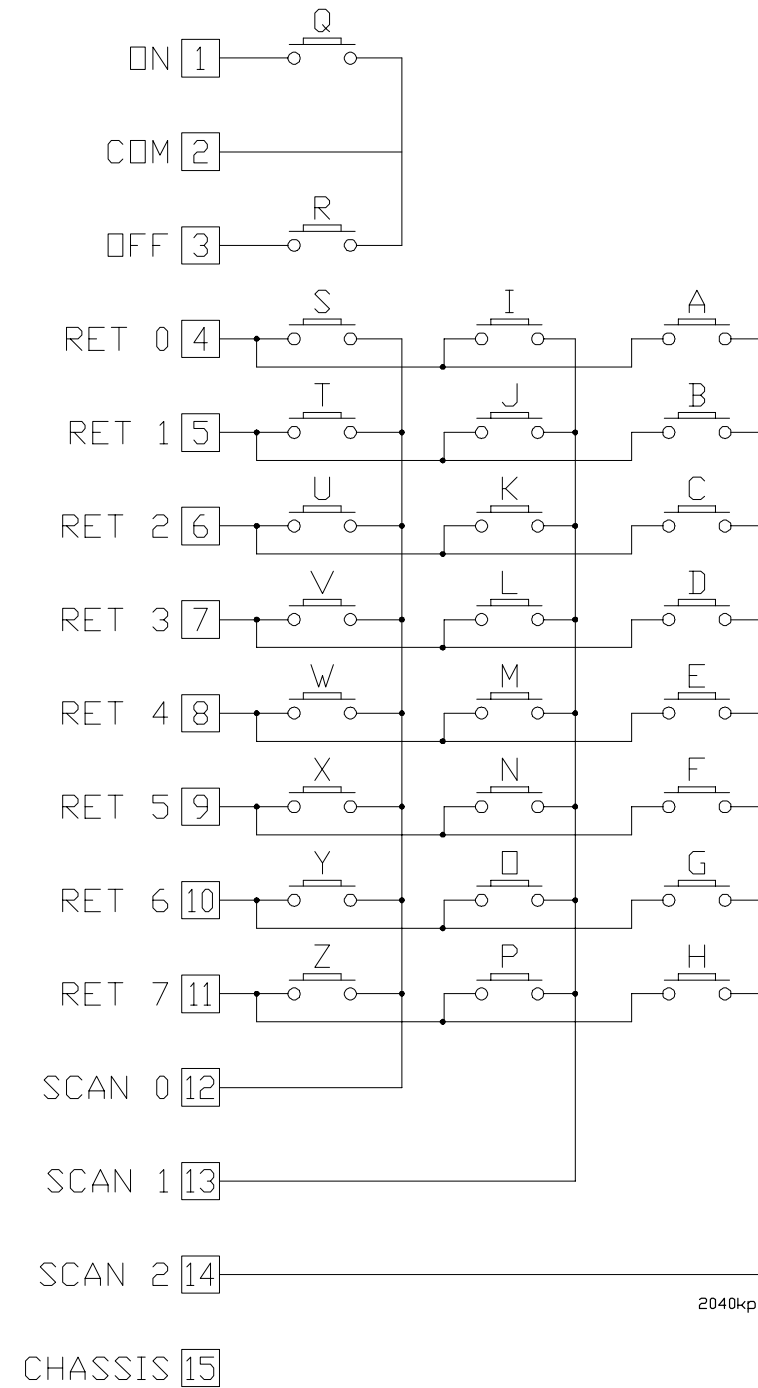 Q
ON 1
COM 2
R
OFF 3
S I A
RET 0 4
T J B
RET 1 5
U K C
RET 2 6
V L D
RET 3 7
W M E
RET 4 8
X N F
RET 5 9
Y O G
RET 6 10
Z P H
RET 7 11
SCAN 0 12
SCAN 1 13
SCAN 2 14
2040kp
CHASSIS 15